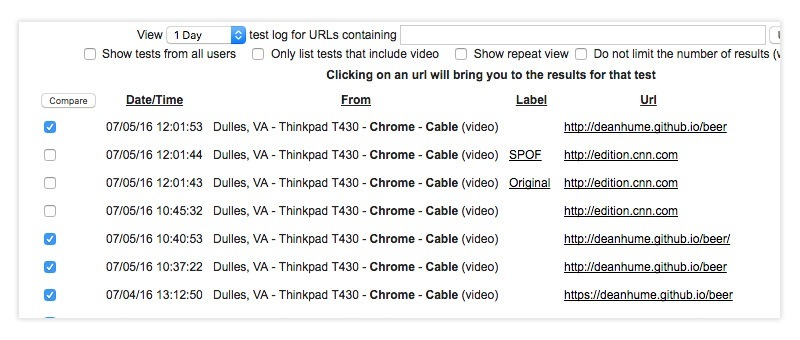 View 1 Day test log for URLs containing U
Show tests from all users Only list tests that include video Show repeat view Do not limit the number of results (
Clicking on an url will bring you to the results for that test
Compare Date/Time From Label Url
07/05/16 12:01:53 Dulles, VA - Thinkpad T430 - Chrome - Cable (video) http://deanhume.github.io/beer
07/05/16 12:01:44 Dulles, VA - Thinkpad T430 - Chrome - Cable (video) SPOF http://edition.cnn.com
07/05/16 12:01:43 Dulles, VA - Thinkpad T430 - Chrome - Cable (video) Original http://edition.cnn.com
07/05/16 10:45:32 Dulles, VA - Thinkpad T430 - Chrome - Cable (video) http://edition.cnn.com
07/05/16 10:40:53 Dulles, VA - Thinkpad T430 - Chrome - Cable (video) http://deanhume.github.io/beer/
07/05/16 10:37:22 Dulles, VA - Thinkpad T430 - Chrome - Cable (video) http://deanhume.github.io/beer
07/04/16 13:12:50 Dulles, VA - Thinkpad T430 - Chrome - Cable (video) https://deanhume.github.io/beer